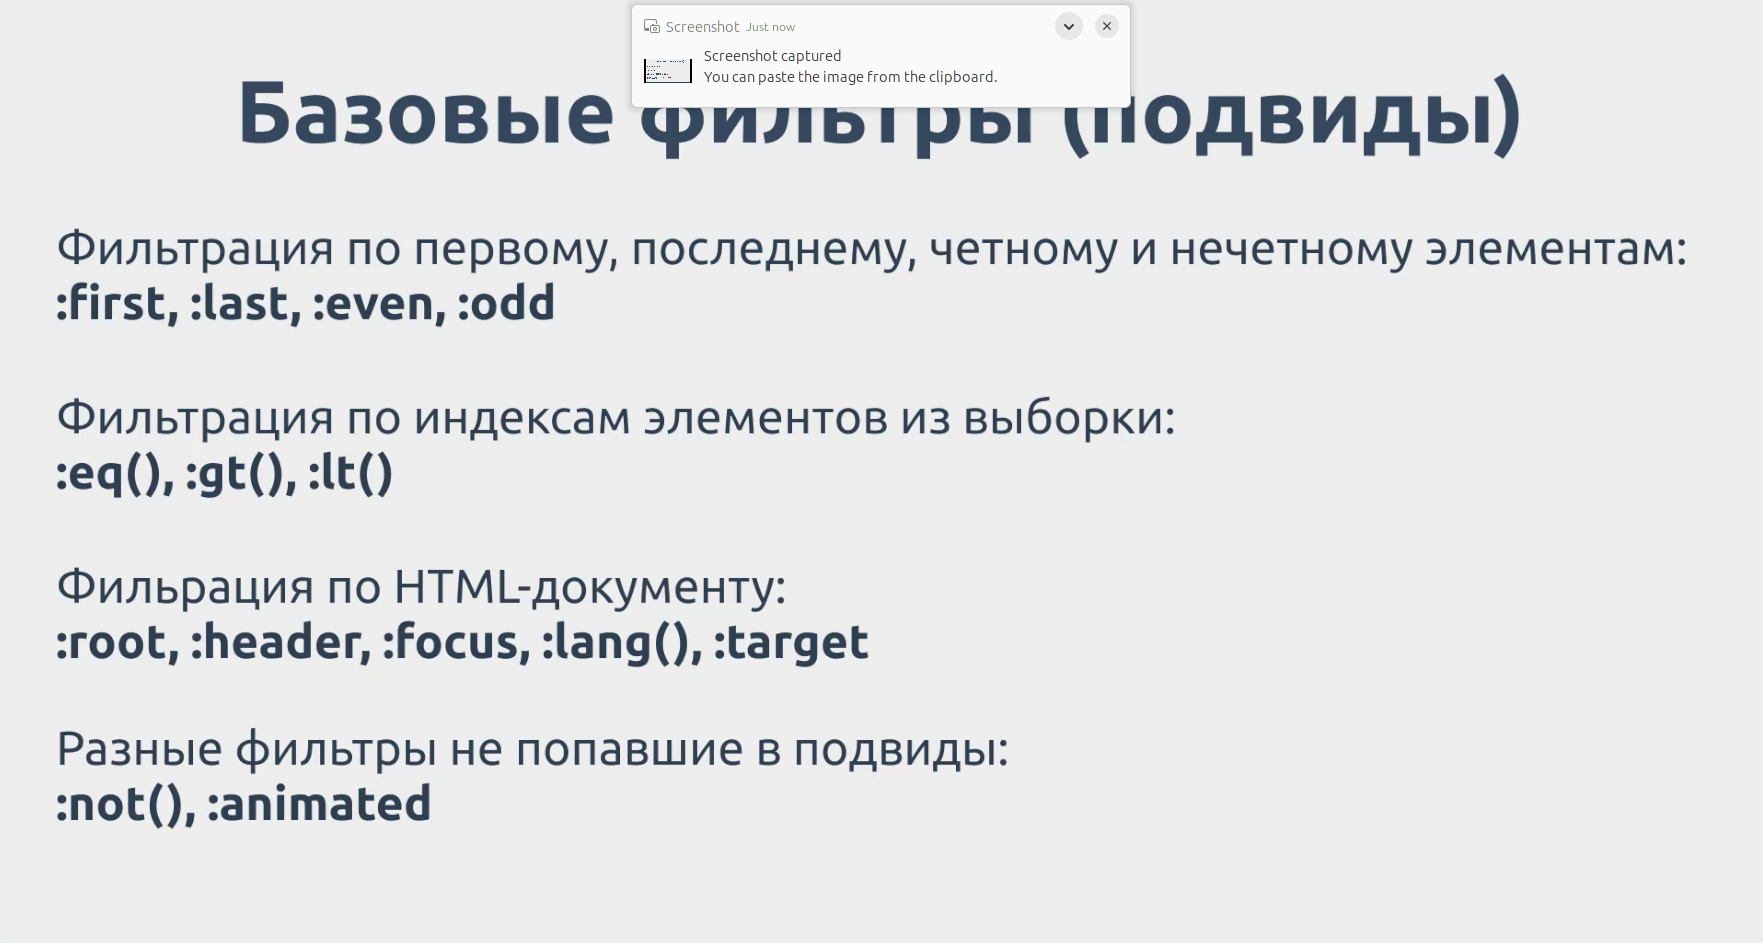 Screenshot Just now
Screenshot captured
You can paste the image from the clipboard.
Базовые фильтры (подвиды)
Фильтрация по первому, последнему, четному и нечетному элементам:
:first, :last, :even, :odd
Фильтрация по индексам элементов из выборки:
:eq(), :gt(), :lt()
Фильрация по HTML-документу:
:root, :header, :focus, :lang(), :target
Разные фильтры не попавшие в подвиды:
:not(), :animated